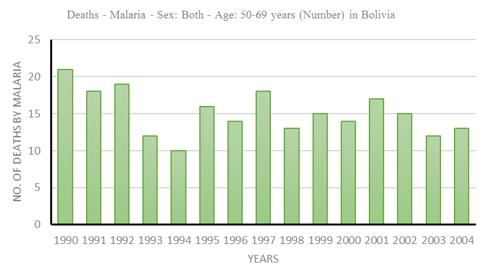 Deaths - Malaria - Sex: Both - Age: 50-69 years (Number) in Bolivia
NO. OF DEATHS BY MALARIA
25
20
15
10
5
0
1990 1991 1992 1993 1994 1995 1996 1997 1998 1999 2000 2001 2002 2003 2004
YEARS